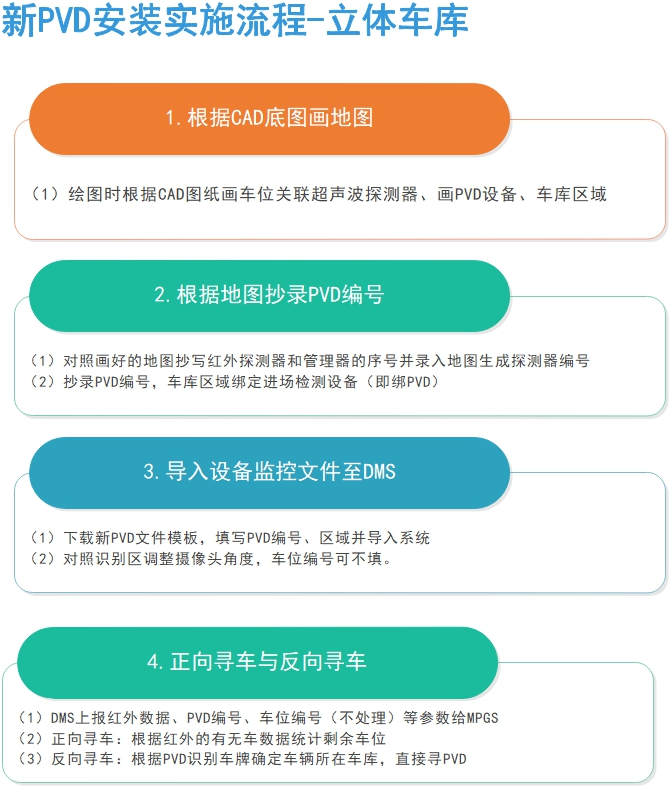 新PVD安装实施流程-立体车库
1.根据CAD底图画地图
（1）绘图时根据CAD图纸画车位关联超声波探测器、画PVD设备、车库区域
2.根据地图抄录PVD编号
（1）对照画好的地图抄写红外探测器和管理器的序号并录入地图生成探测器编号
（2）抄录PVD编号，车库区域绑定进场检测设备（即绑PVD）
3.导入设备监控文件至DMS
（1）下载新PVD文件模板，填写PVD编号、区域并导入系统
（2）对照识别区调整摄像头角度，车位编号可不填。
4.正向寻车与反向寻车
（1）DMS上报红外数据、PVD编号、车位编号（不处理）等参数给MPGS
（2）正向寻车：根据红外的有无车数据统计剩余车位
（3）反向寻车：根据PVD识别车牌确定车辆所在车库，直接寻PVD